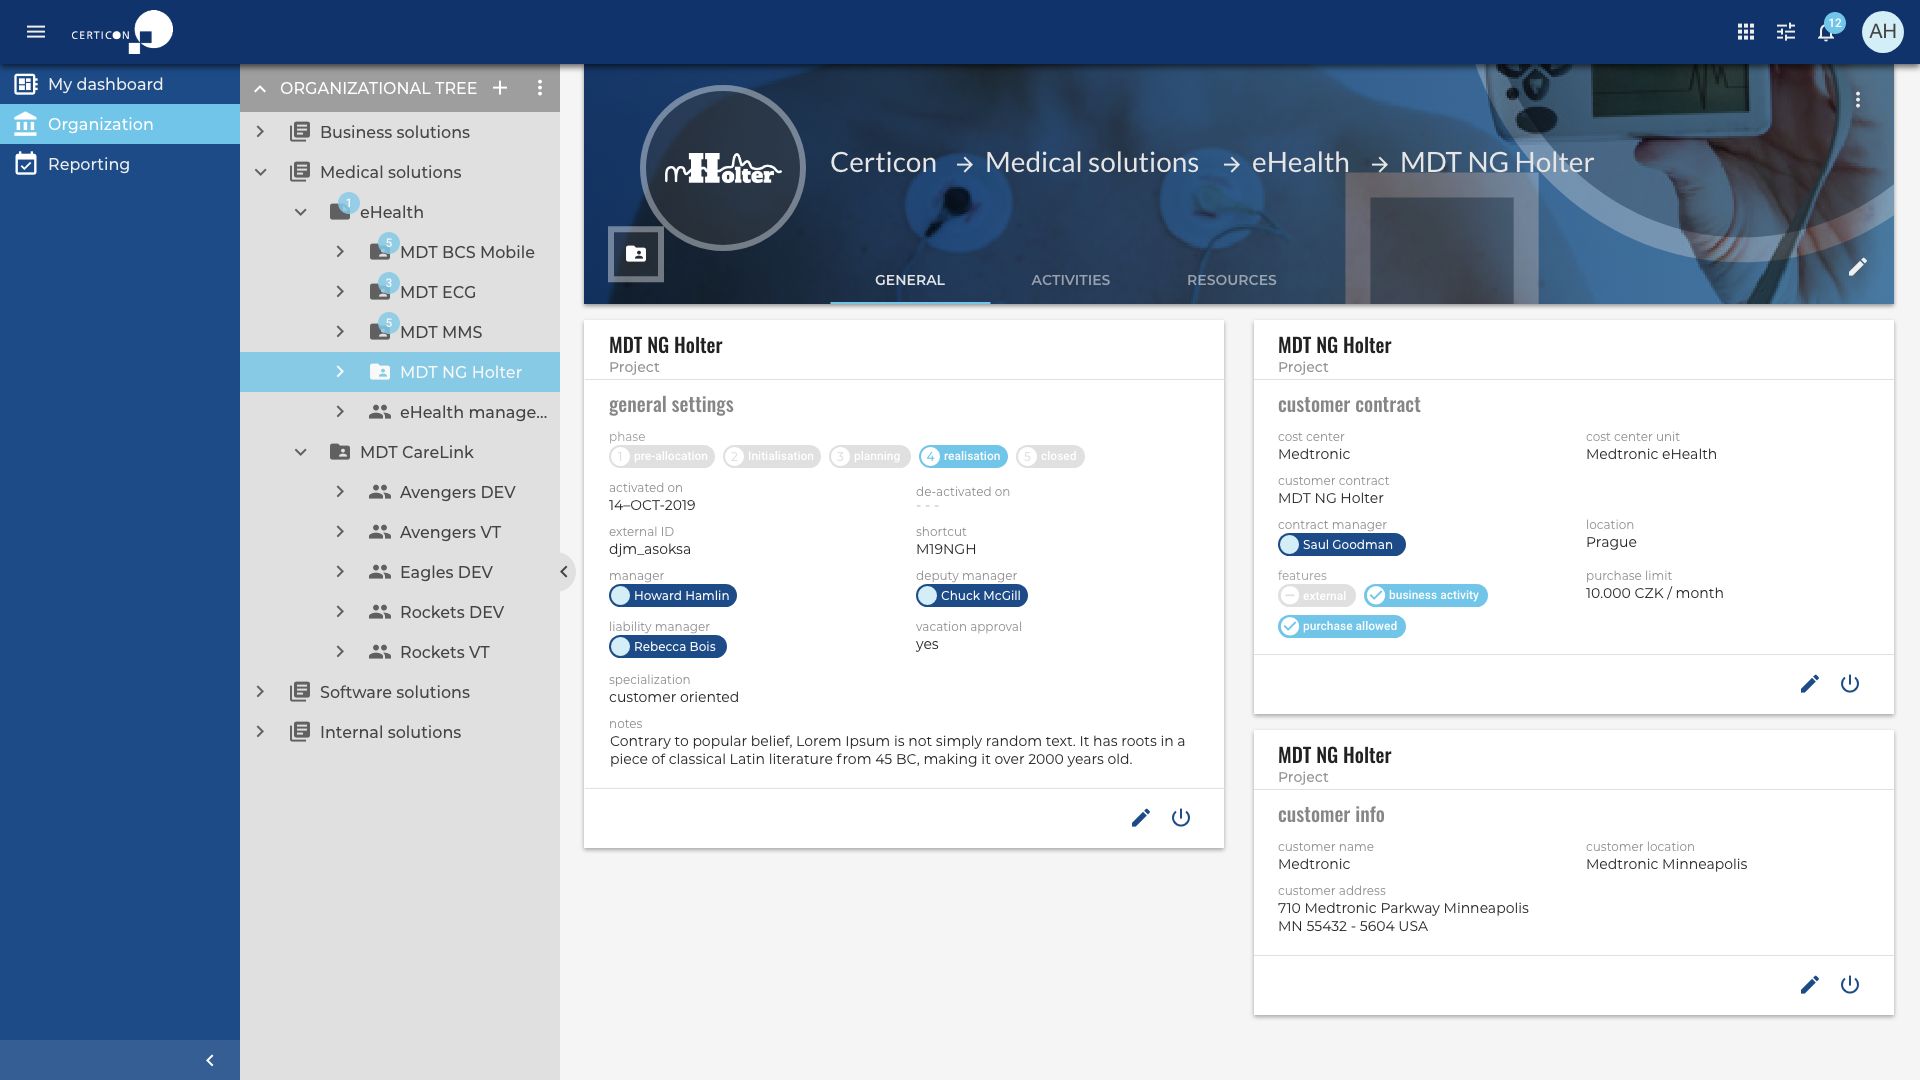 CERTICON
12
AH
My dashboard
Organization
Reporting
ORGANIZATIONAL TREE
Business solutions
Medical solutions
1
eHealth
5
MDT BCS Mobile
3
MDT ECG
5
MDT MMS
MDT NG Holter
eHealth manage...
MDT CareLink
Avengers DEV
Avengers VT
Eagles DEV
Rockets DEV
Rockets VT
Software solutions
Internal solutions
mHolter
Certicon → Medical solutions → eHealth → MDT NG Holter
GENERAL ACTIVITIES RESOURCES
MDT NG Holter
Project
general settings
phase
1 pre-allocation 2 Initialisation 3 planning 4 realisation 5 closed
activated on de-activated on
14–OCT-2019 - - -
external ID shortcut
djm_asoksa M19NGH
manager deputy manager
Howard Hamlin Chuck McGill
liability manager vacation approval
Rebecca Bois yes
specialization
customer oriented
notes
Contrary to popular belief, Lorem Ipsum is not simply random text. It has roots in a
piece of classical Latin literature from 45 BC, making it over 2000 years old.
MDT NG Holter
Project
customer contract
cost center cost center unit
Medtronic Medtronic eHealth
customer contract
MDT NG Holter
contract manager location
Saul Goodman Prague
features purchase limit
external business activity 10.000 CZK / month
purchase allowed
MDT NG Holter
Project
customer info
customer name customer location
Medtronic Medtronic Minneapolis
customer address
710 Medtronic Parkway Minneapolis
MN 55432 - 5604 USA